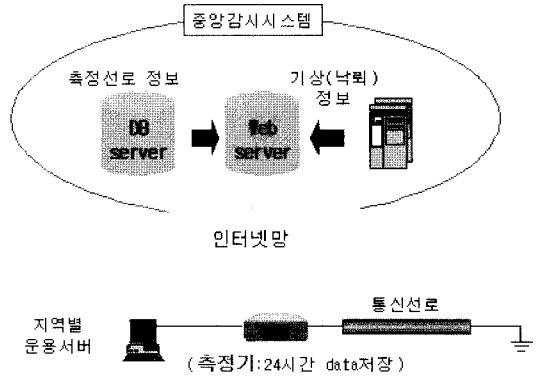 중앙감시시스템
측정선로 정보
기상(낙뢰)
정보
DB
server
Web
server
인터넷망
통신선로
지역별
운용서버
(측정기:24시간 data저장)